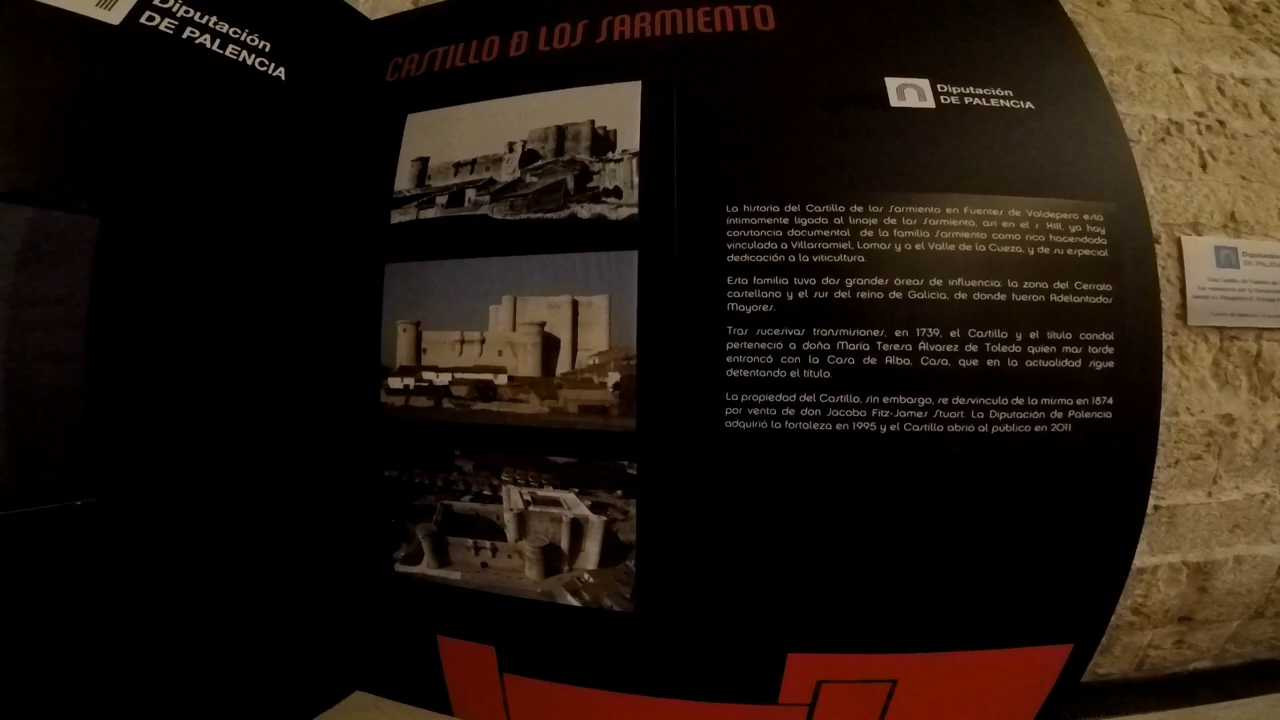 Diputación
DE PALENCIA
CASTILLO D LOS SARMIENTO
Diputación
DE PALENCIA
La historia del Castillo de los Sarmiento en Fuentes de Valdepero está
íntimamente ligada al linaje de los Sarmiento, así en el s. XIII, ya hay
constancia documental de la familia Sarmiento como rica hacendada
vinculada a Villarramiel, Lomas y a el Valle de la Cueza, y de su especial
dedicación a la viticultura.
Esta familia tuvo dos grandes áreas de influencia: la zona del Cerrato
castellano y el sur del reino de Galicia, de donde fueron Adelantados
Mayores.
Tras sucesivas transmisiones, en 1739, el Castillo y el título condal
perteneció a doña María Teresa Álvarez de Toledo quien mas tarde
entroncó con la Casa de Alba, Casa, que en la actualidad sigue
detentando el título.
La propiedad del Castillo, sin embargo, se desvinculo de la misma en 1874
por venta de don Jacobo Fitz-James Stuart. La Diputación de Palencia
adquirió la fortaleza en 1995 y el Castillo abrió al público en 2011
Diputación
DE PALENCIA